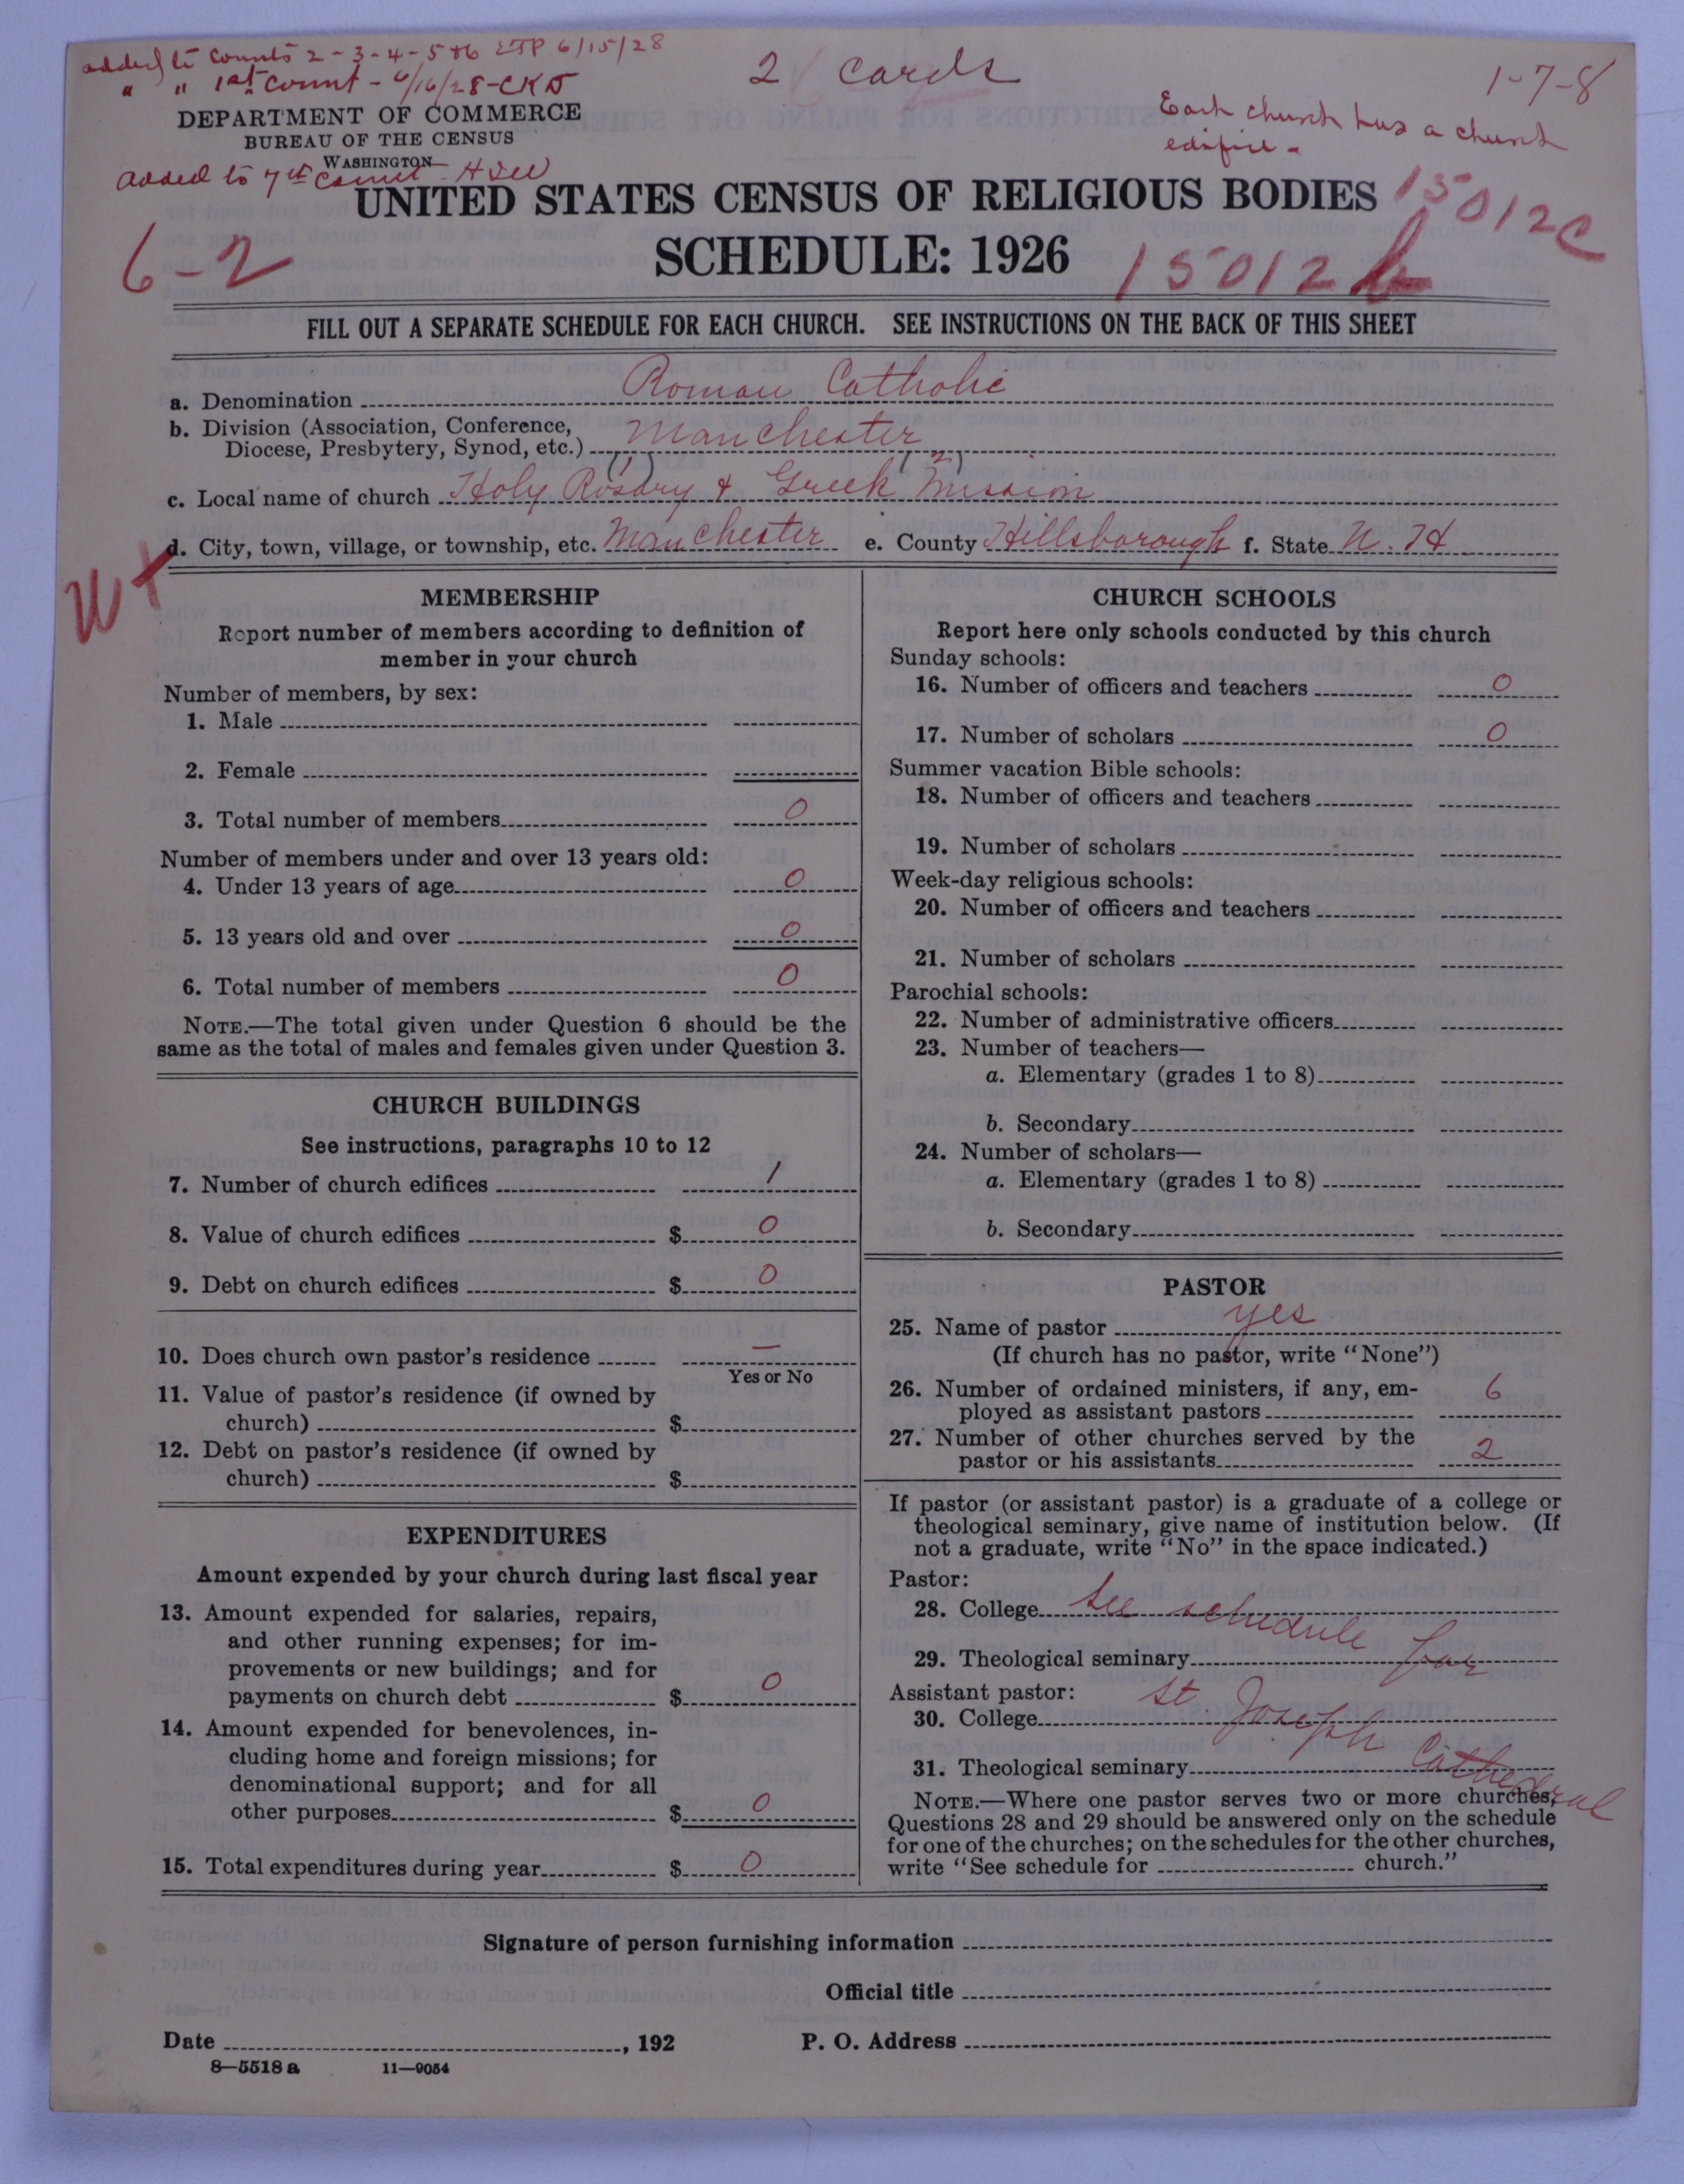 added to counts 2-3-4-5+6 ETP 6/15/28
" " 1st count - 6/16/28-CKD
2 cards
1-7-8
DEPARTMENT OF COMMERCE
BUREAU OF THE CENSUS
WASHINGTON
Each church has a church
edifice -
added to 7th count -
UNITED STATES CENSUS OF RELIGIOUS BODIES
15012c
6-2
SCHEDULE: 1926
15012b
FILL OUT A SEPARATE SCHEDULE FOR EACH CHURCH. SEE INSTRUCTIONS ON THE BACK OF THIS SHEET
a. Denomination Roman Catholic
b. Division (Association, Conference,
Diocese, Presbytery, Synod, etc.) Manchester
(1) (2)
c. Local name of church Holy Rosary & Greek Mission
d. City, town, village, or township, etc. Manchester e. County Hillsborough f. State N. H
MEMBERSHIP
Report number of members according to definition of
member in your church
Number of members, by sex:
1. Male
2. Female
3. Total number of members 0
Number of members under and over 13 years old:
4. Under 13 years of age 0
5. 13 years old and over 0
6. Total number of members 0
NOTE.—The total given under Question 6 should be the
same as the total of males and females given under Question 3.
CHURCH BUILDINGS
See instructions, paragraphs 10 to 12
7. Number of church edifices 1
8. Value of church edifices $ 0
9. Debt on church edifices $ 0
10. Does church own pastor's residence —
Yes or No
11. Value of pastor's residence (if owned by
church) $
12. Debt on pastor's residence (if owned by
church) $
EXPENDITURES
Amount expended by your church during last fiscal year
13. Amount expended for salaries, repairs,
and other running expenses; for im-
provements or new buildings; and for
payments on church debt $ 0
14. Amount expended for benevolences, in-
cluding home and foreign missions; for
denominational support; and for all
other purposes $ 0
15. Total expenditures during year $ 0
CHURCH SCHOOLS
Report here only schools conducted by this church
Sunday schools:
16. Number of officers and teachers 0
17. Number of scholars 0
Summer vacation Bible schools:
18. Number of officers and teachers
19. Number of scholars
Week-day religious schools:
20. Number of officers and teachers
21. Number of scholars
Parochial schools:
22. Number of administrative officers
23. Number of teachers—
a. Elementary (grades 1 to 8)
b. Secondary
24. Number of scholars—
a. Elementary (grades 1 to 8)
b. Secondary
PASTOR
25. Name of pastor yes
(If church has no pastor, write "None")
26. Number of ordained ministers, if any, em-
ployed as assistant pastors 6
27. Number of other churches served by the
pastor or his assistants 2
If pastor (or assistant pastor) is a graduate of a college or
theological seminary, give name of institution below. (If
not a graduate, write "No" in the space indicated.)
Pastor:
28. College See schedule for
29. Theological seminary
Assistant pastor: St Joseph Cathedral
30. College
31. Theological seminary
NOTE.—Where one pastor serves two or more churches,
Questions 28 and 29 should be answered only on the schedule
for one of the churches; on the schedules for the other churches,
write "See schedule for church."
Signature of person furnishing information
Official title
Date , 192 P. O. Address
8—5518 a 11—9054